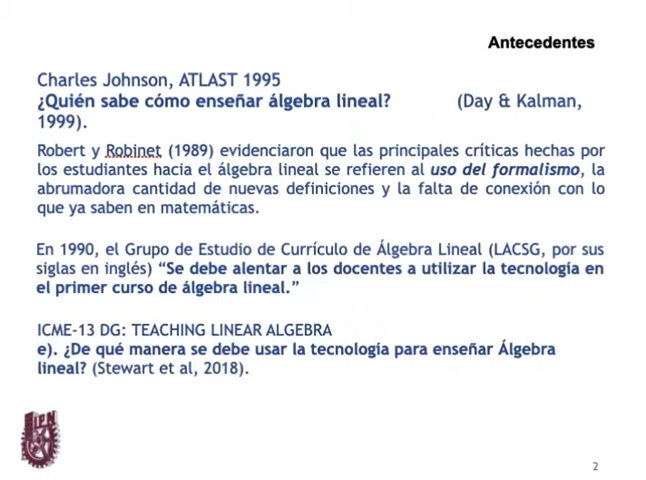 Antecedentes
Charles Johnson, ATLAST 1995
¿Quién sabe cómo enseñar álgebra lineal? (Day & Kalman,
1999).
Robert y Robinet (1989) evidenciaron que las principales críticas hechas por
los estudiantes hacia el álgebra lineal se refieren al uso del formalismo, la
abrumadora cantidad de nuevas definiciones y la falta de conexión con lo
que ya saben en matemáticas.
En 1990, el Grupo de Estudio de Currículo de Álgebra Lineal (LACSG, por sus
siglas en inglés) “Se debe alentar a los docentes a utilizar la tecnología en
el primer curso de álgebra lineal.”
ICME-13 DG: TEACHING LINEAR ALGEBRA
e). ¿De qué manera se debe usar la tecnología para enseñar Álgebra
lineal? (Stewart et al, 2018).
IPN
2